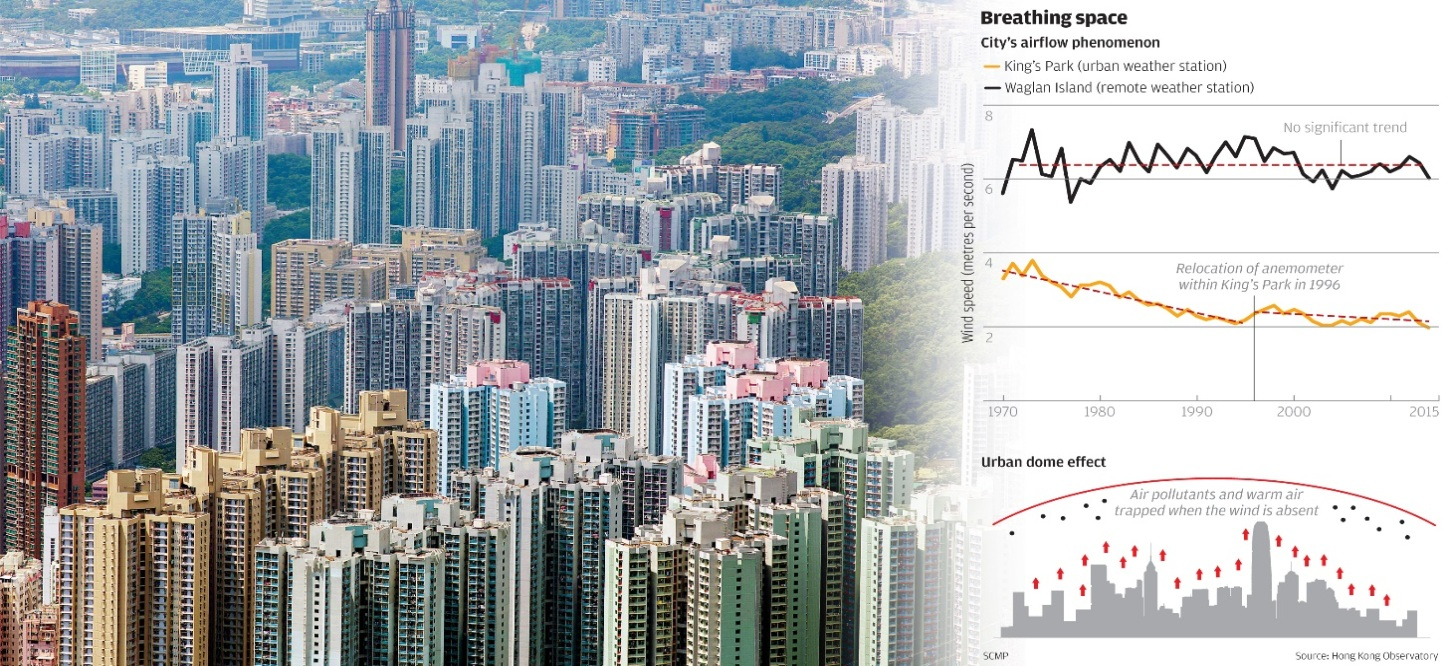 Breathing space
City's airflow phenomenon
King's Park (urban weather station)
Waglan Island (remote weather station)
8
No significant trend
6
Wind speed (metres per second)
4
Relocation of anemometer
within King's Park in 1996
2
1970
1980
1990
2000
2015
Urban dome effect
Air pollutants and warm air
trapped when the wind is absent
SCMP
Source: Hong Kong Observatory